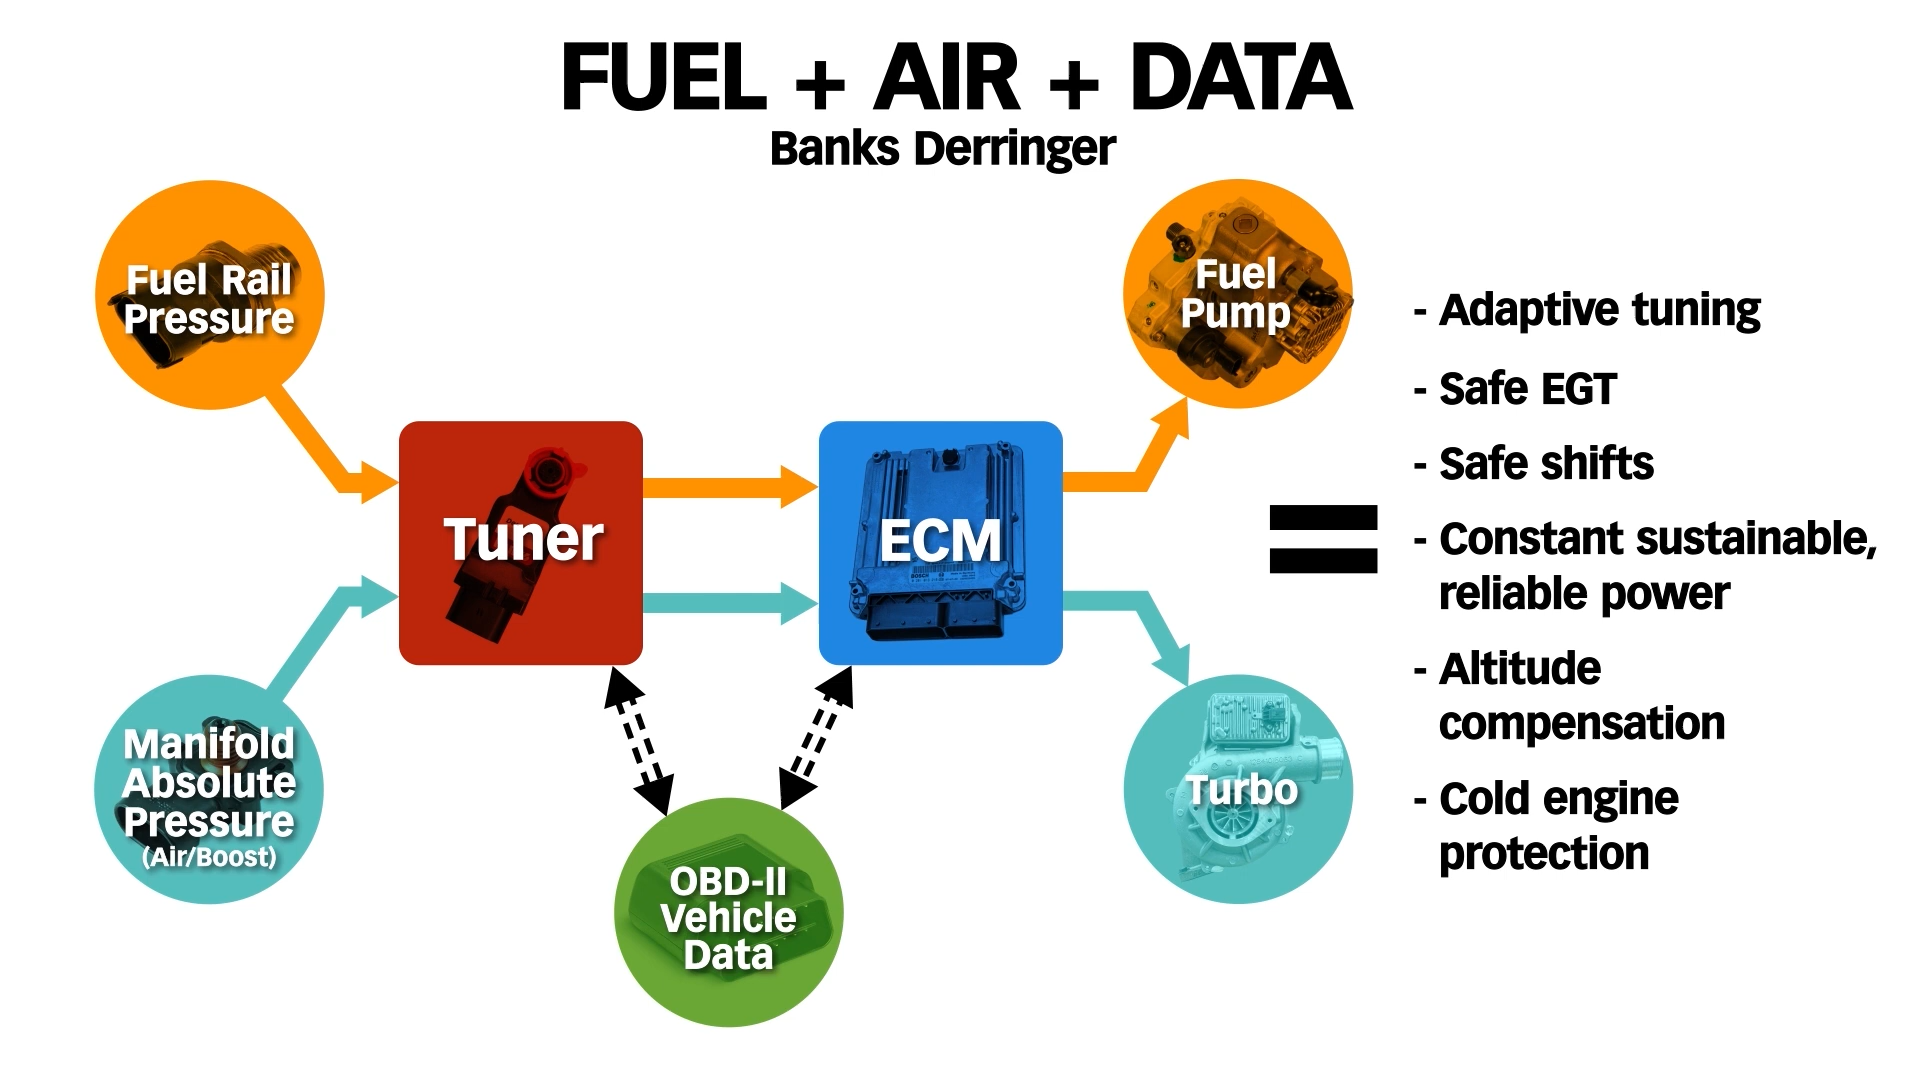 FUEL + AIR + DATA
Banks Derringer
Fuel Rail
Pressure
Fuel
Pump
Tuner
ECM
BOSCH
Manifold
Absolute
Pressure
(Air/Boost)
OBD-II
Vehicle
Data
Turbo
=
- Adaptive tuning
- Safe EGT
- Safe shifts
- Constant sustainable,
reliable power
- Altitude
compensation
- Cold engine
protection